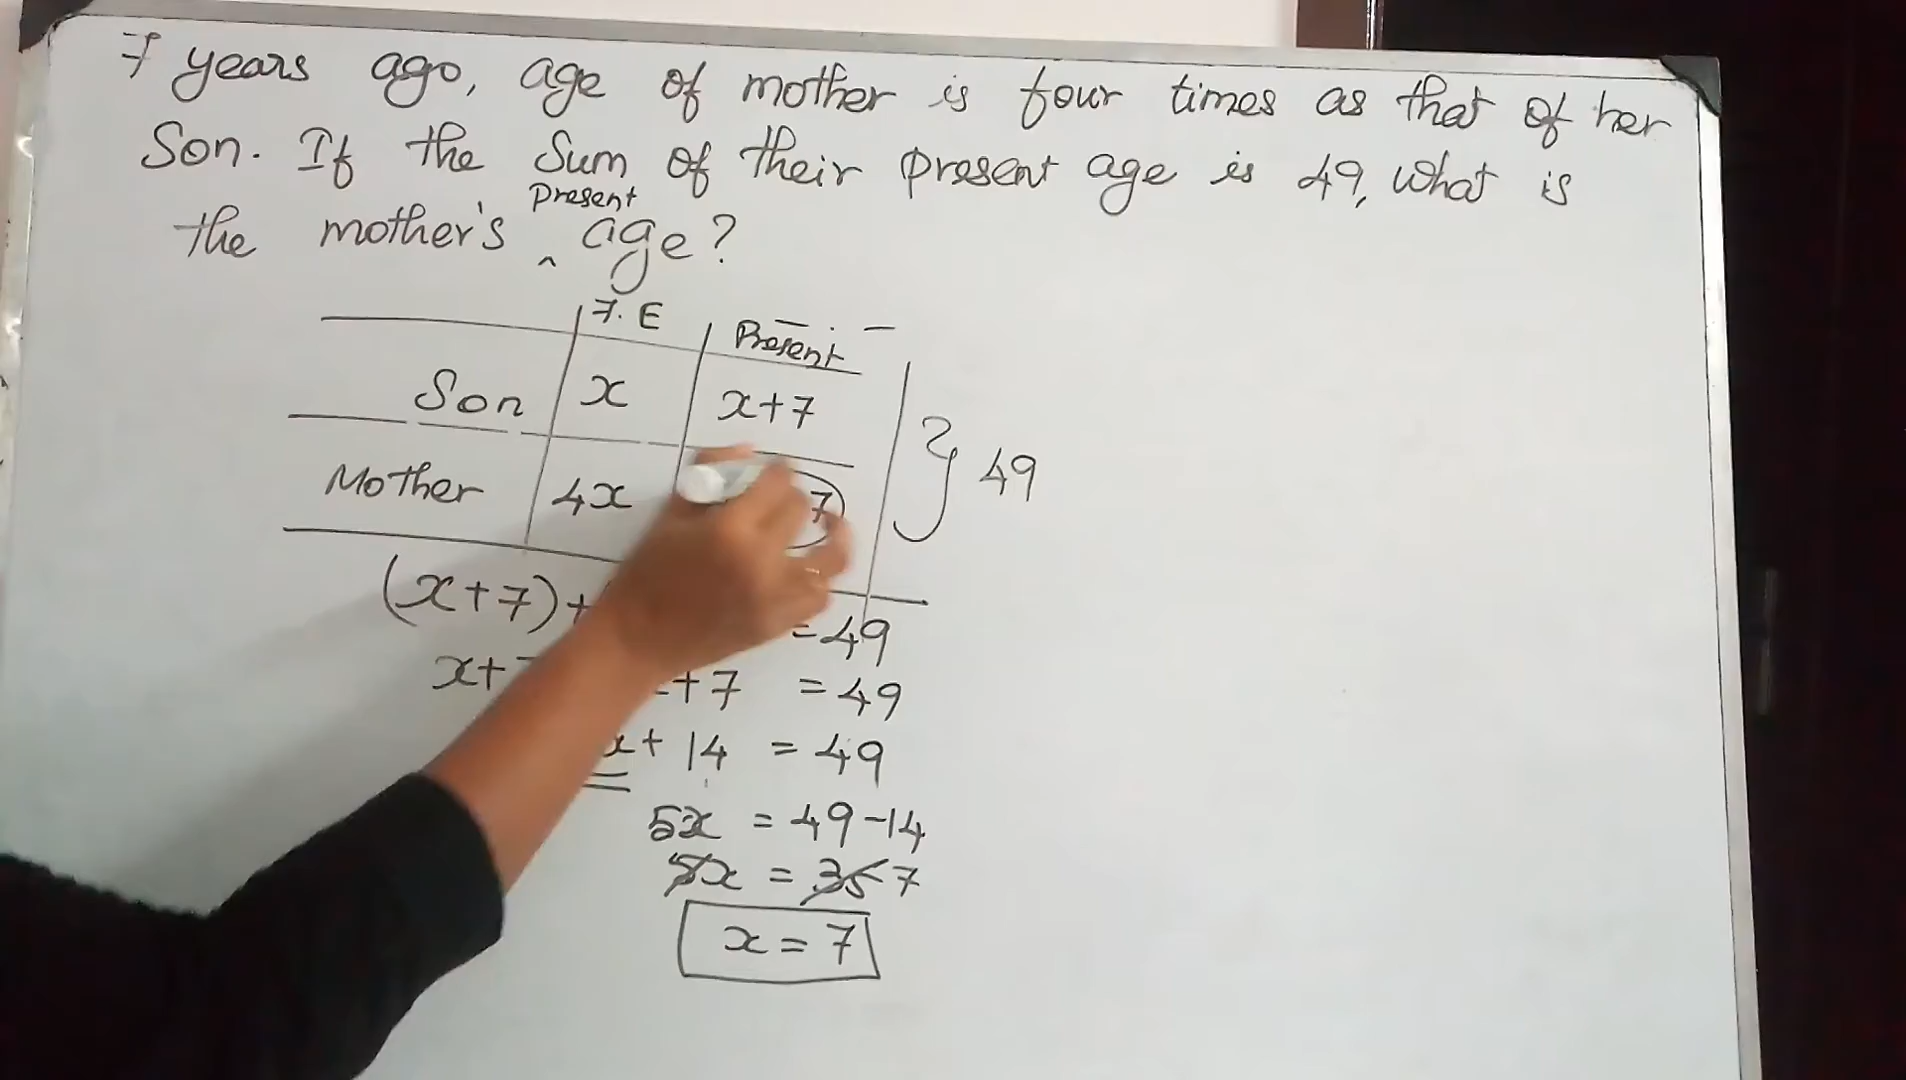 7 years ago, age of mother is four times as that of her
Son. If the Sum of their present age is 49, what is
Present
the mother's ^ age?
7.E Present
Son x x+7
} 49
Mother 4x 7
(x+7)+ =49
x+ +7 =49
x+ 14 = 49
5x = 49-14
5x = 35 7
x = 7